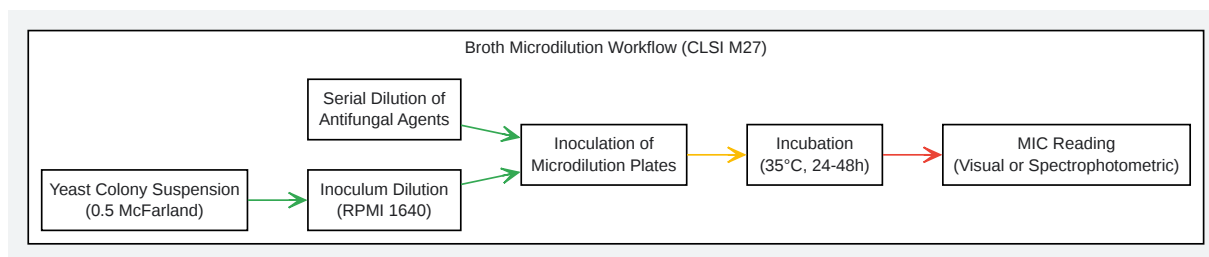 Broth Microdilution Workflow (CLSI M27)
Serial Dilution of
Antifungal Agents
Yeast Colony Suspension
(0.5 McFarland)
Inoculum Dilution
(RPMI 1640)
Inoculation of
Microdilution Plates
Incubation
(35°C, 24-48h)
MIC Reading
(Visual or Spectrophotometric)